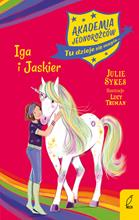 AKADEMIA
JEDNOROŻCÓW
Tu dzieje się magia!
Iga
i Jaskier
JULIE
SYKES
Ilustracje
LUCY
TRUMAN